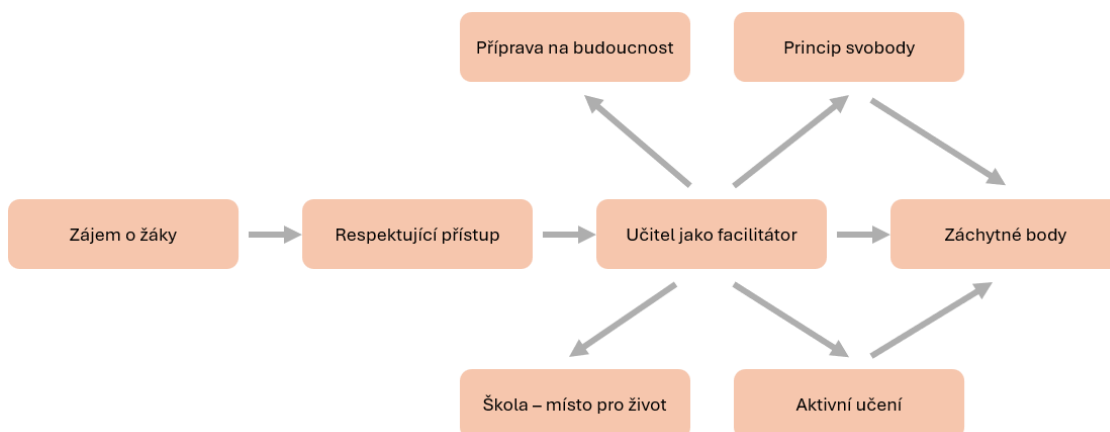 Příprava na budoucnost
Princip svobody
Zájem o žáky
Respektující přístup
Učitel jako facilitátor
Záchytné body
Škola – místo pro život
Aktivní učení